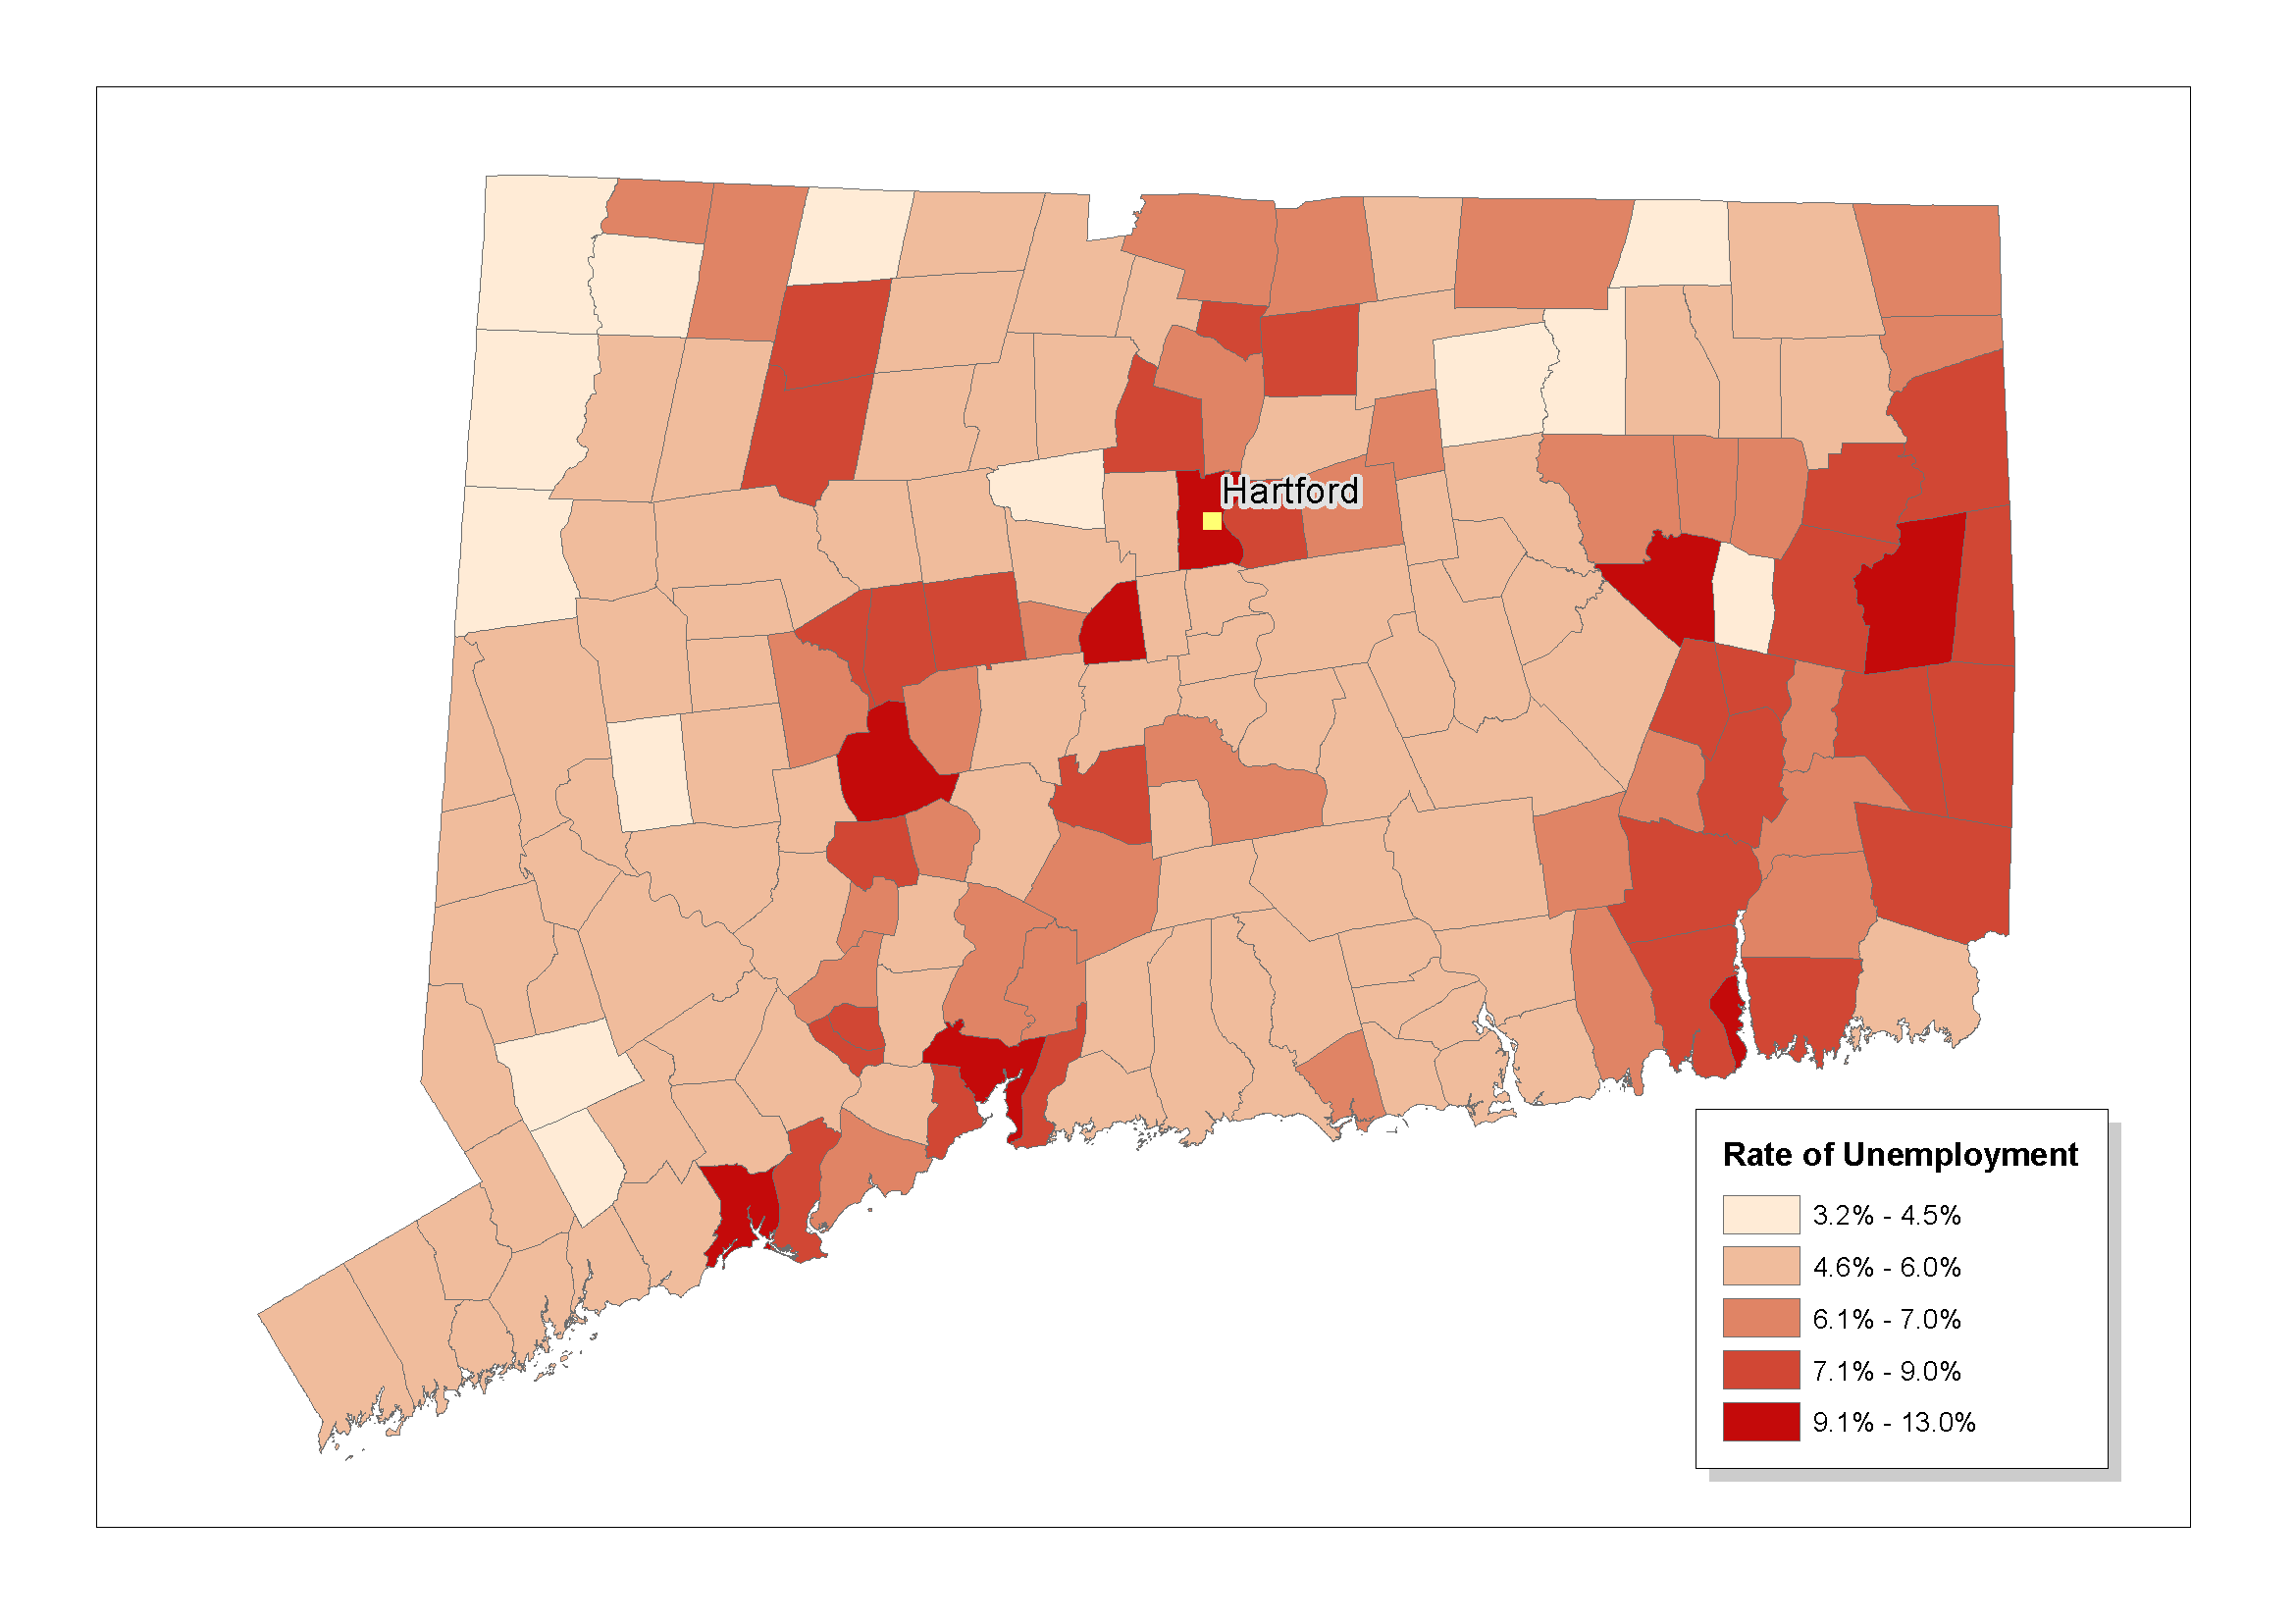 Hartford
Rate of Unemployment
3.2% - 4.5%
4.6% - 6.0%
6.1% - 7.0%
7.1% - 9.0%
9.1% - 13.0%